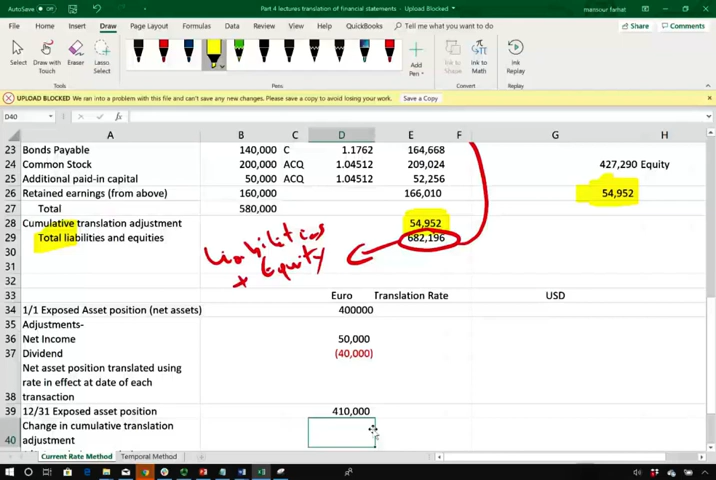 AutoSave Off Part 4 lectures translation of financial statements - Upload Blocked mansour farhat
File Home Insert Draw Page Layout Formulas Data Review View Help QuickBooks Tell me what you want to do Share Comments
Select Draw with Touch Eraser Lasso Select Add Pen Ink to Shape Ink to Math Ink Replay
Tools Pens Convert Replay
UPLOAD BLOCKED We ran into a problem with this file and can't save any new changes. Please save a copy to avoid losing your work. Save a Copy
D40 fx
A B C D E F G H
23 Bonds Payable 140,000 C 1.1762 164,668
24 Common Stock 200,000 ACQ 1.04512 209,024 427,290 Equity
25 Additional paid-in capital 50,000 ACQ 1.04512 52,256
26 Retained earnings (from above) 160,000 166,010 54,952
27 Total 580,000
28 Cumulative translation adjustment 54,952
29 Total liabilities and equities 682,196
30
Liabilities
+ Equity
31
32
33 Euro Translation Rate USD
34 1/1 Exposed Asset position (net assets) 400000
35 Adjustments-
36 Net Income 50,000
37 Dividend (40,000)
Net asset position translated using
rate in effect at date of each
38 transaction
39 12/31 Exposed asset position 410,000
Change in cumulative translation
40 adjustment
Current Rate Method Temporal Method